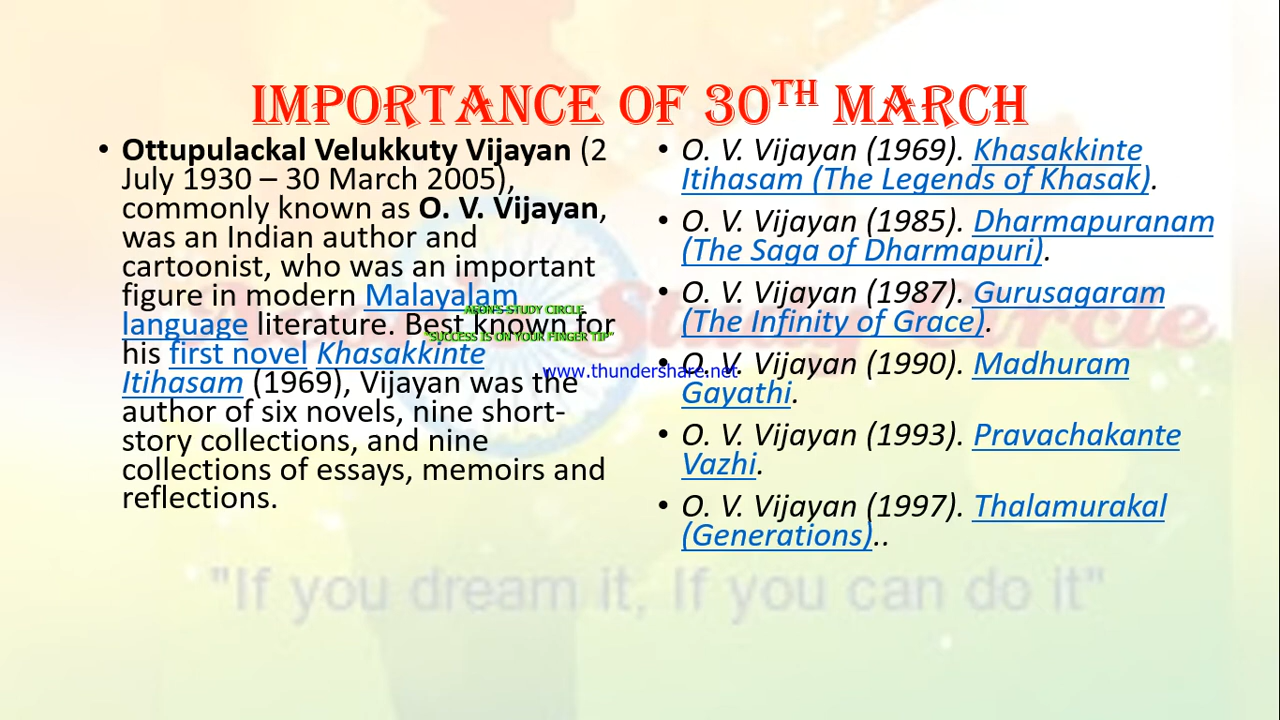 IMPORTANCE OF 30TH MARCH
• Ottupulackal Velukkuty Vijayan (2
July 1930 – 30 March 2005),
commonly known as O. V. Vijayan,
was an Indian author and
cartoonist, who was an important
figure in modern Malayalam
language literature. Best known for
his first novel Khasakkinte
Itihasam (1969), Vijayan was the
author of six novels, nine short-
story collections, and nine
collections of essays, memoirs and
reflections.
• O. V. Vijayan (1969). Khasakkinte
Itihasam (The Legends of Khasak).
• O. V. Vijayan (1985). Dharmapuranam
(The Saga of Dharmapuri).
• O. V. Vijayan (1987). Gurusagaram
(The Infinity of Grace).
• O. V. Vijayan (1990). Madhuram
Gayathi.
• O. V. Vijayan (1993). Pravachakante
Vazhi.
• O. V. Vijayan (1997). Thalamurakal
(Generations)..
AEON'S-STUDY CIRCLE
"SUCCESS IS ON YOUR FINGER TIP"
www.thundershare.net
"If you dream it, If you can do it"